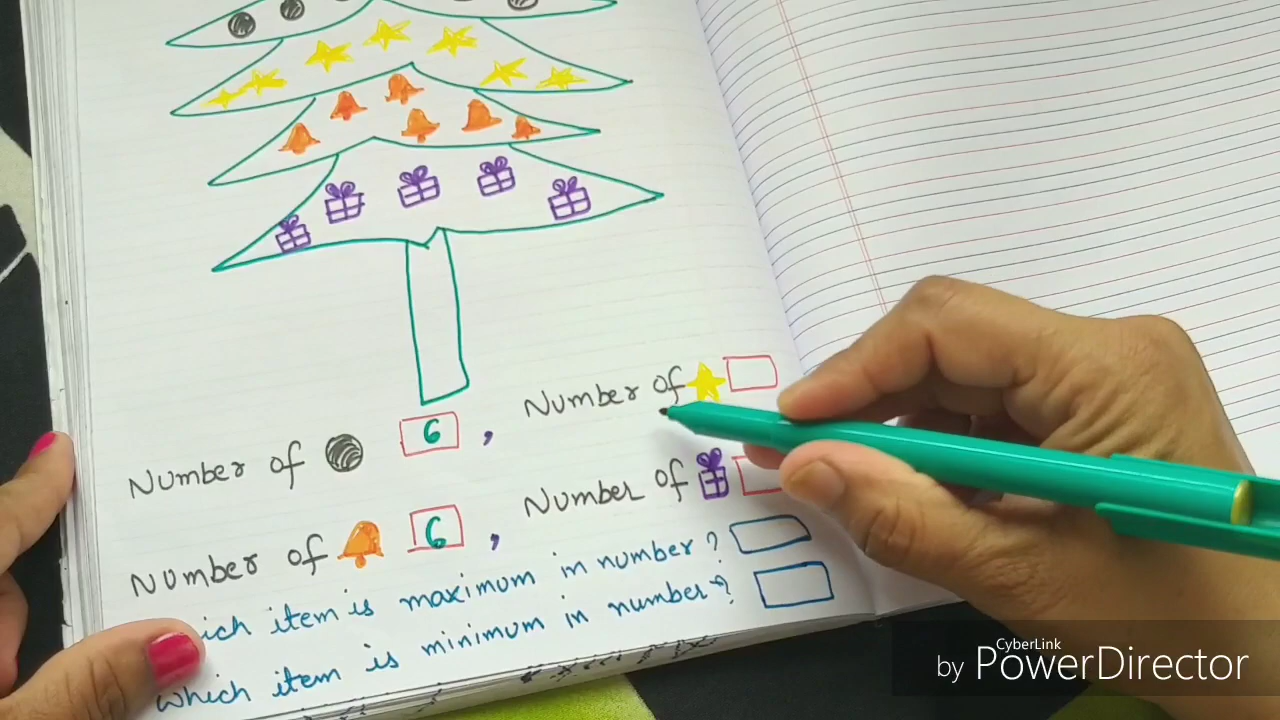 Number of 6 , Number of
Number of 6 , Number of
ich item is maximum in number ?
which item is minimum in number ?
CyberLink
by PowerDirector